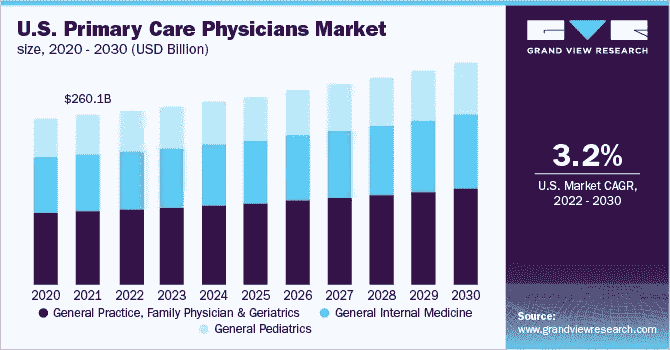 U.S. Primary Care Physicians Market
size, 2020 - 2030 (USD Billion)
$260.1B
2020 2021 2022 2023 2024 2025 2026 2027 2028 2029 2030
General Practice, Family Physician & Geriatrics General Internal Medicine
General Pediatrics
GRAND VIEW RESEARCH
3.2%
U.S. Market CAGR,
2022 - 2030
Source:
www.grandviewresearch.com